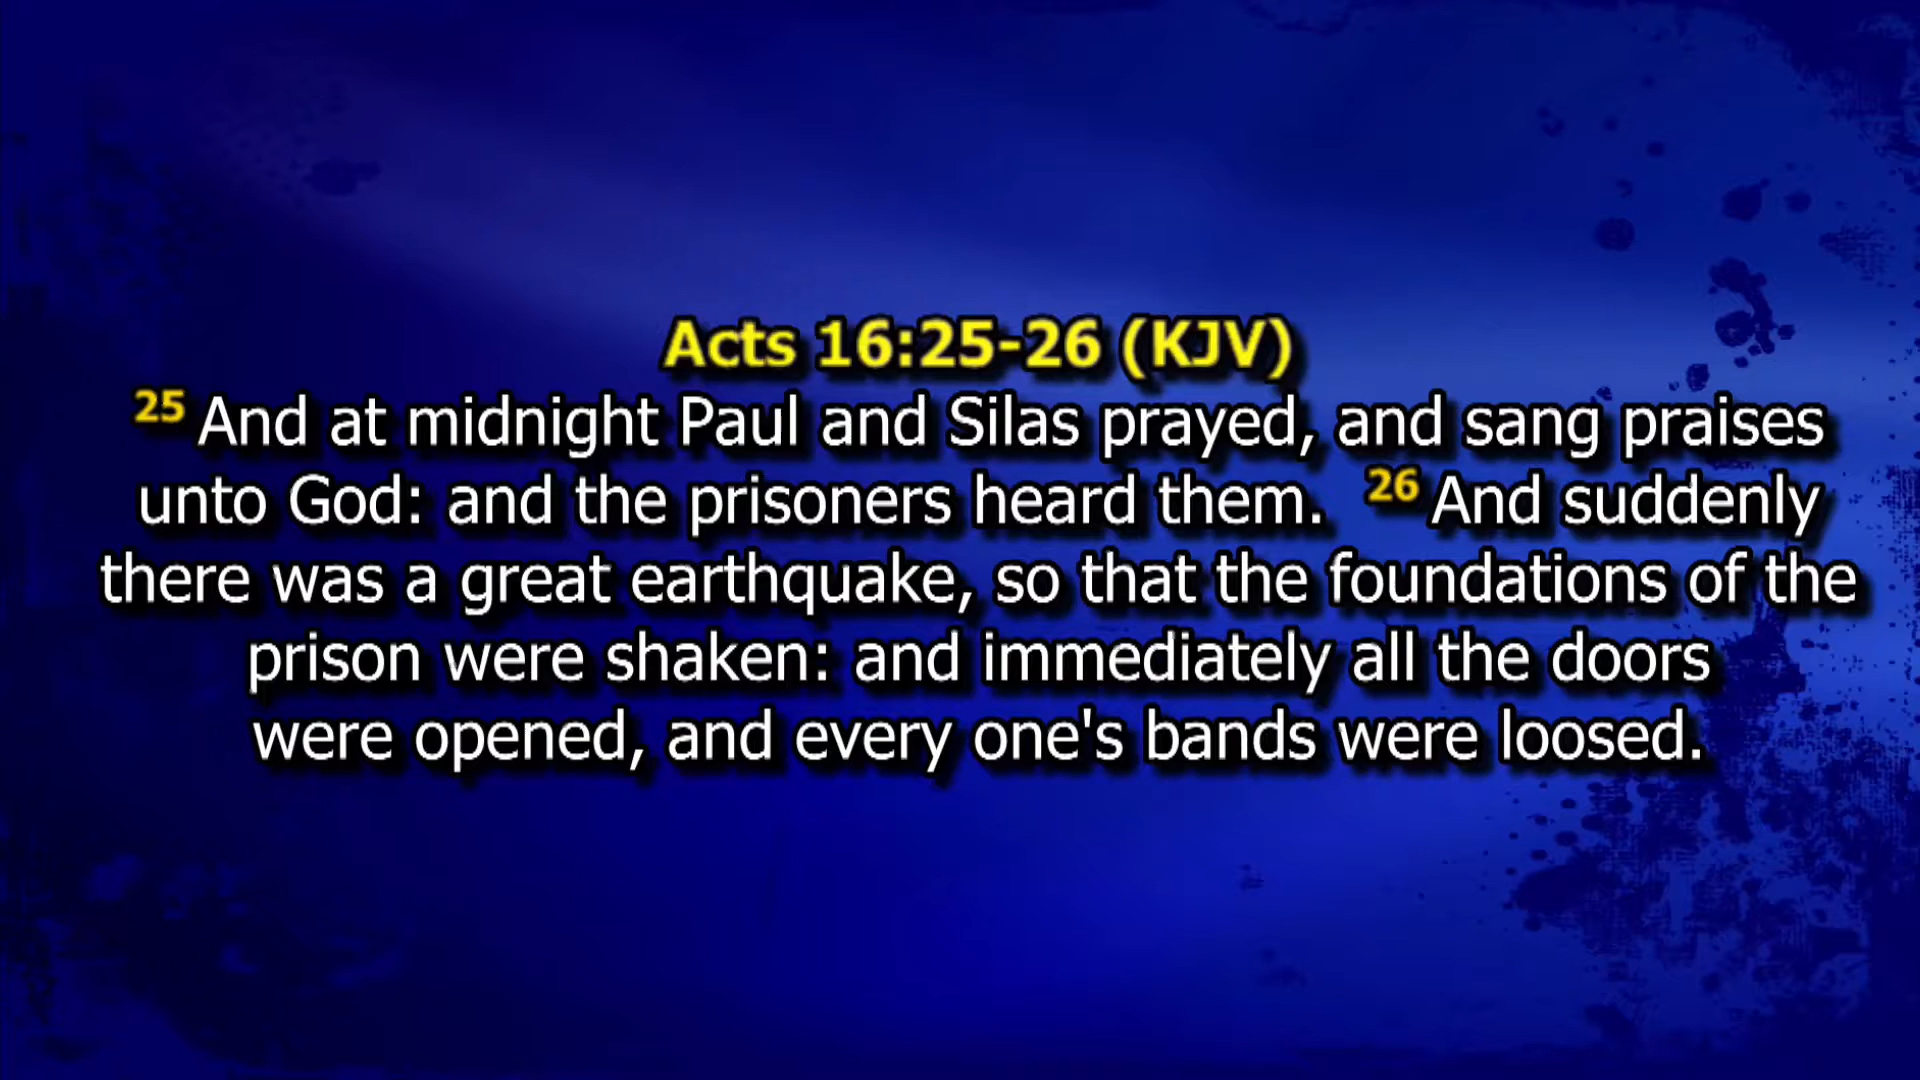 Acts 16:25-26 (KJV)
25 And at midnight Paul and Silas prayed, and sang praises
unto God: and the prisoners heard them. 26 And suddenly
there was a great earthquake, so that the foundations of the
prison were shaken: and immediately all the doors
were opened, and every one's bands were loosed.